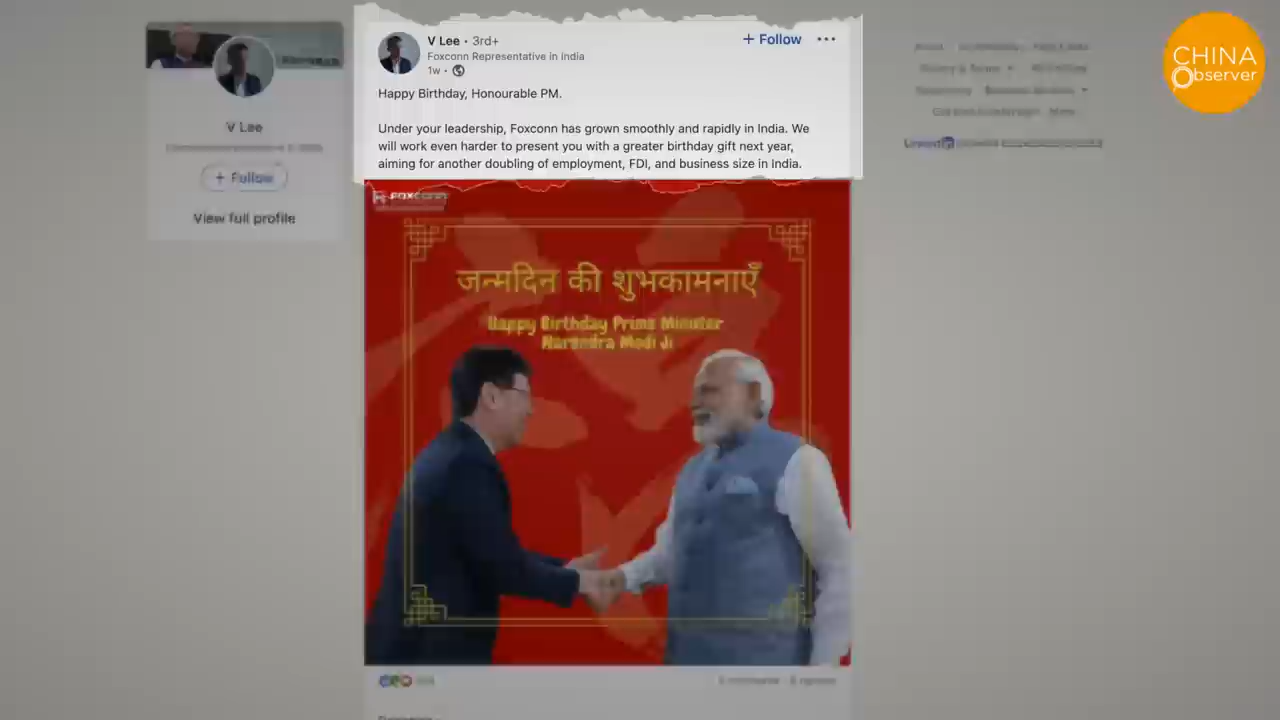 V Lee • 3rd+
+ Follow •••
Foxconn Representative in India
1w •
Happy Birthday, Honourable PM.
Under your leadership, Foxconn has grown smoothly and rapidly in India. We
will work even harder to present you with a greater birthday gift next year,
aiming for another doubling of employment, FDI, and business size in India.
CHINA
Observer
V Lee
+ Follow
View full profile
FOXCONN
जन्मदिन की शुभकामनाएँ
Happy Birthday Prime Minister
Narendra Modi Ji